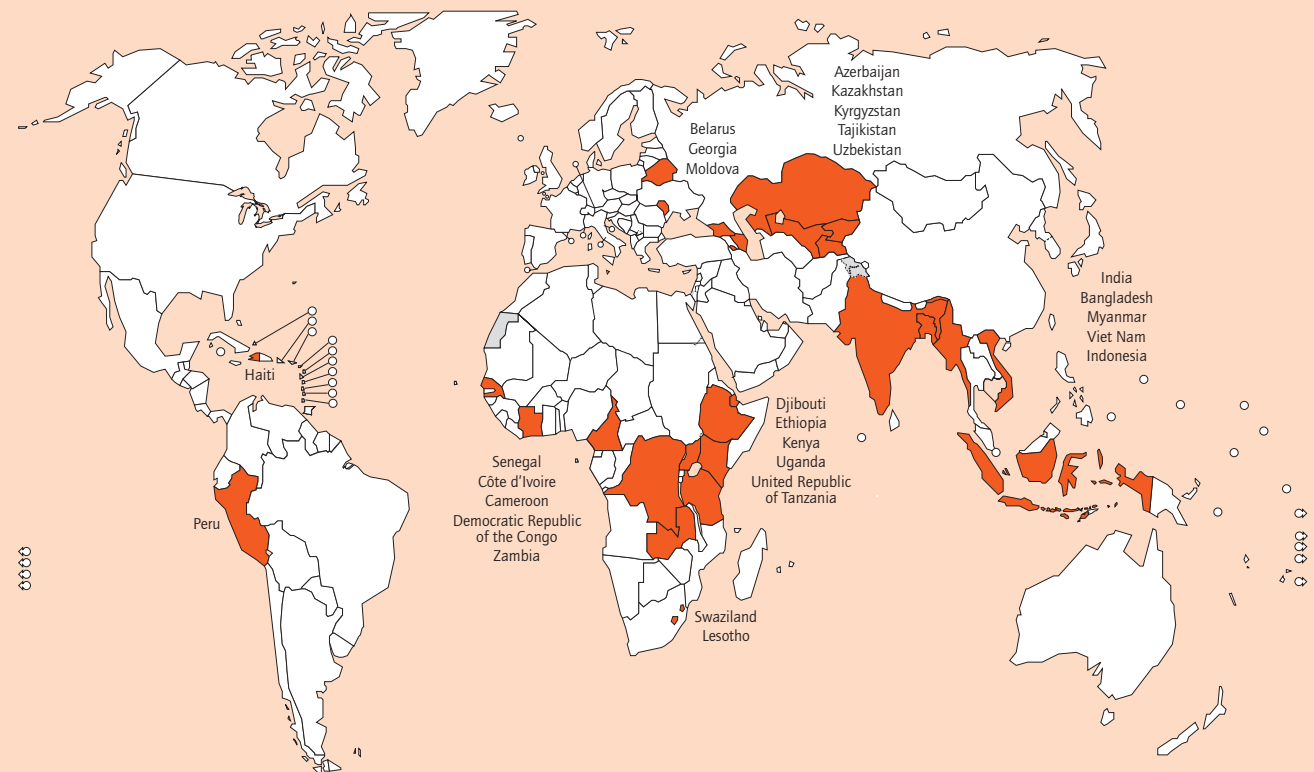 Azerbaijan
Kazakhstan
Kyrgyzstan
Tajikistan
Uzbekistan
Belarus
Georgia
Moldova
India
Bangladesh
Myanmar
Viet Nam
Indonesia
Haiti
Djibouti
Ethiopia
Kenya
Uganda
United Republic
of Tanzania
Senegal
Côte d'Ivoire
Cameroon
Democratic Republic
of the Congo
Zambia
Peru
Swaziland
Lesotho